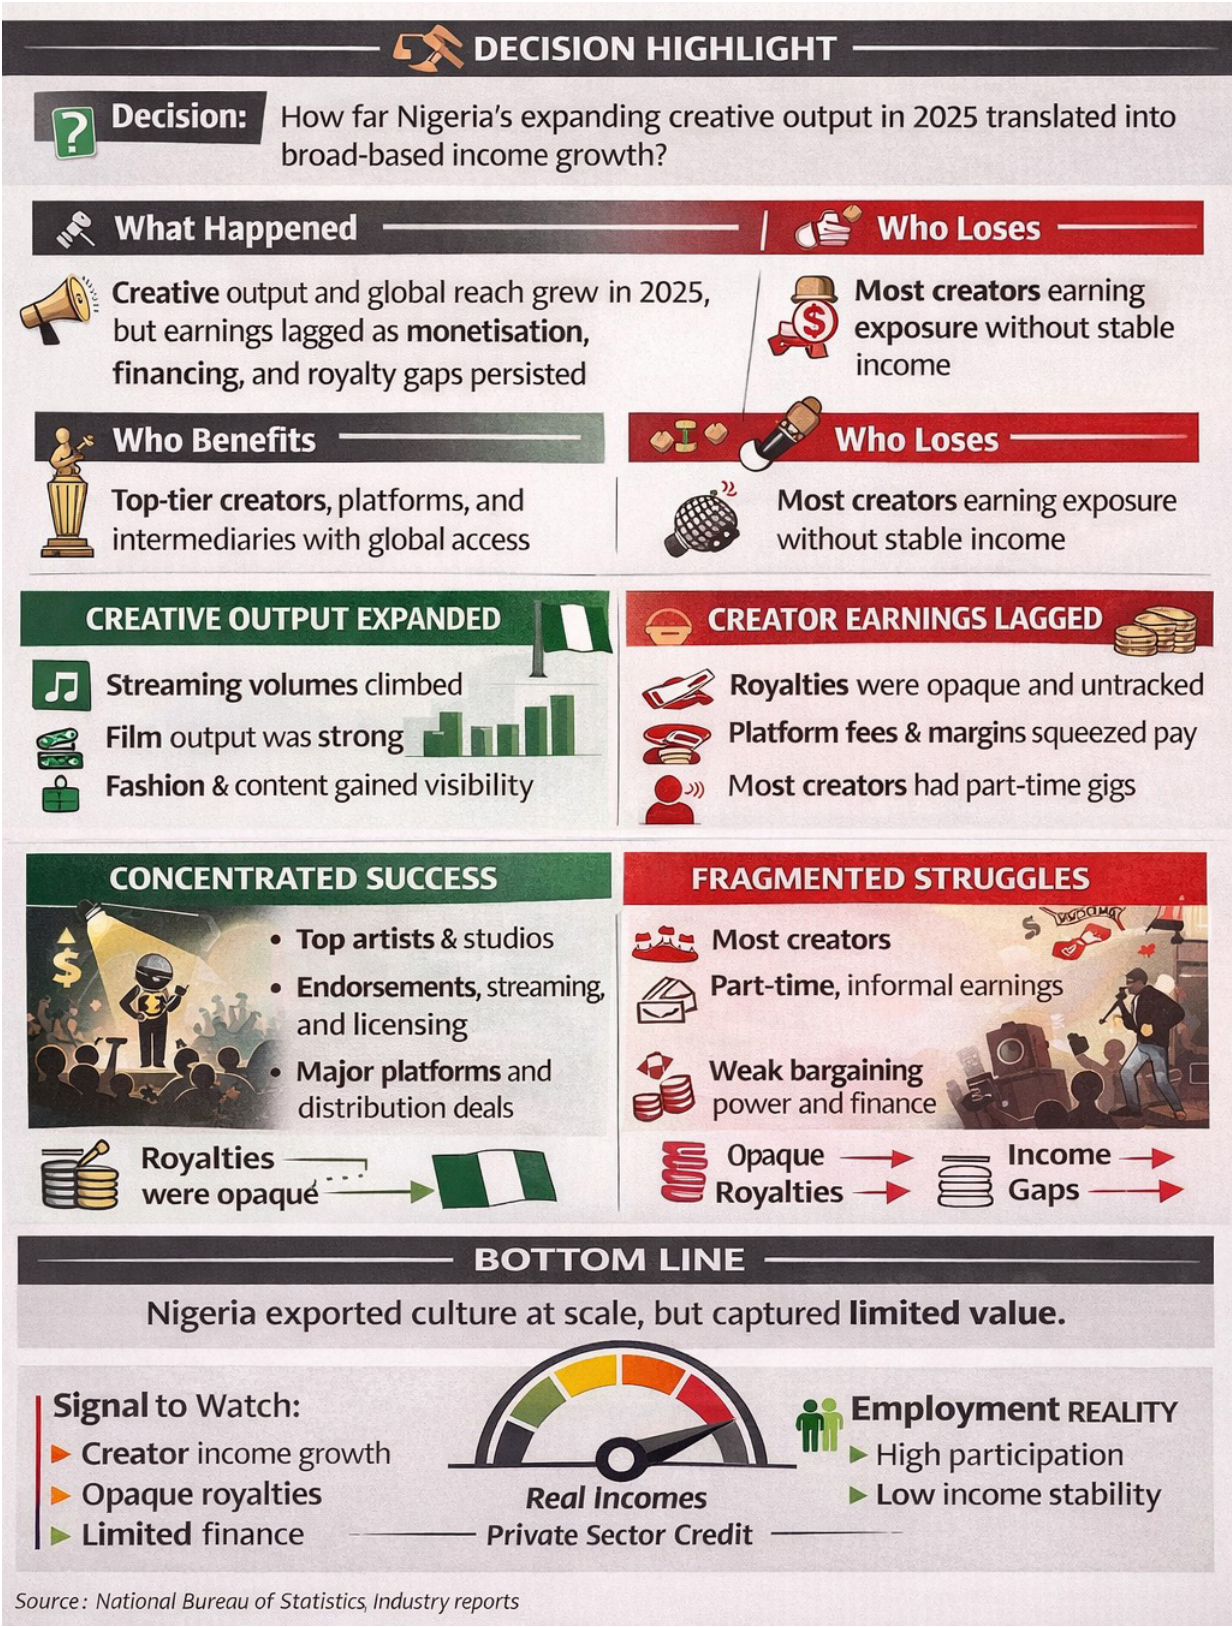 DECISION HIGHLIGHT
?
Decision:
How far Nigeria's expanding creative output in 2025 translated into
broad-based income growth?
What Happened
Creative output and global reach grew in 2025,
but earnings lagged as monetisation,
financing, and royalty gaps persisted
Who Loses
$
Most creators earning
exposure without stable
income
Who Benefits
Top-tier creators, platforms, and
intermediaries with global access
Who Loses
Most creators earning exposure
without stable income
CREATIVE OUTPUT EXPANDED
Streaming volumes climbed
Film output was strong
Fashion & content gained visibility
CREATOR EARNINGS LAGGED
Royalties were opaque and untracked
Platform fees & margins squeezed pay
Most creators had part-time gigs
CONCENTRATED SUCCESS
$
• Top artists & studios
• Endorsements, streaming,
and licensing
• Major platforms and
distribution deals
Royalties
were opaque
FRAGMENTED STRUGGLES
$
Most creators
Part-time, informal earnings
Weak bargaining
power and finance
Opaque
Royalties
Income
Gaps
BOTTOM LINE
Nigeria exported culture at scale, but captured limited value.
Signal to Watch:
Creator income growth
Opaque royalties
Limited finance
Real Incomes
Private Sector Credit
Employment REALITY
High participation
Low income stability
Source: National Bureau of Statistics, Industry reports